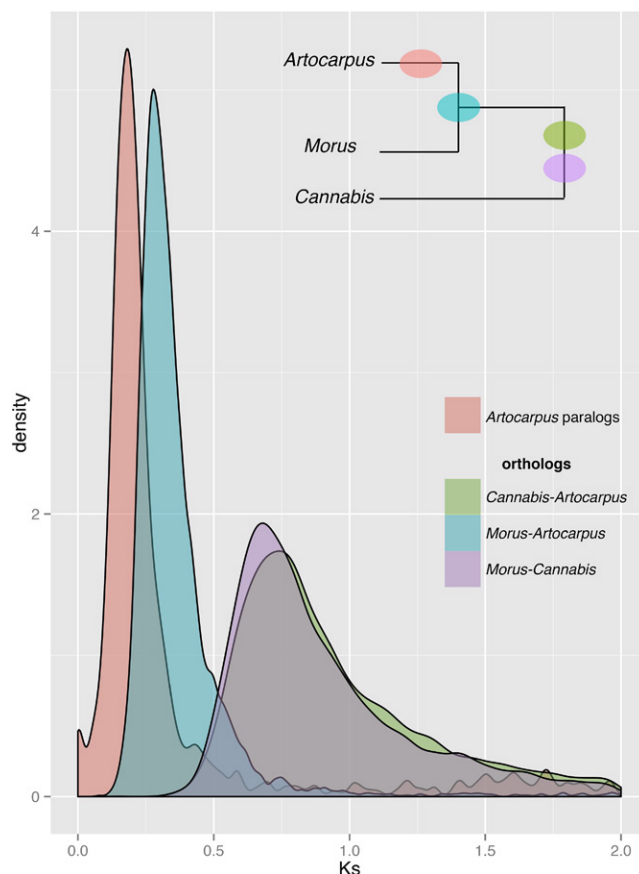 Artocarpus
Morus
Cannabis
4
2
0
density
Artocarpus paralogs
orthologs
Cannabis-Artocarpus
Morus-Artocarpus
Morus-Cannabis
0.0 0.5 1.0 1.5 2.0
Ks